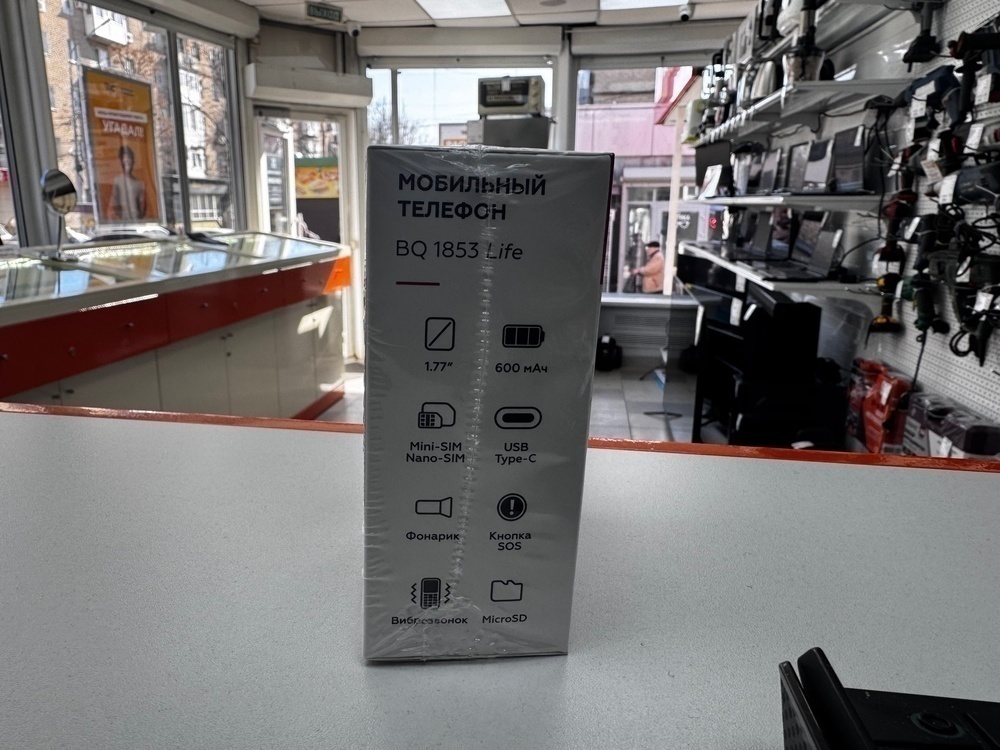 МОБИЛЬНЫЙ
ТЕЛЕФОН
BQ 1853 Life
1.77"
600 мАч
Mini-SIM
Nano-SIM
USB
Type-C
Фонарик
Кнопка
SOS
Виброзвонок
MicroSD